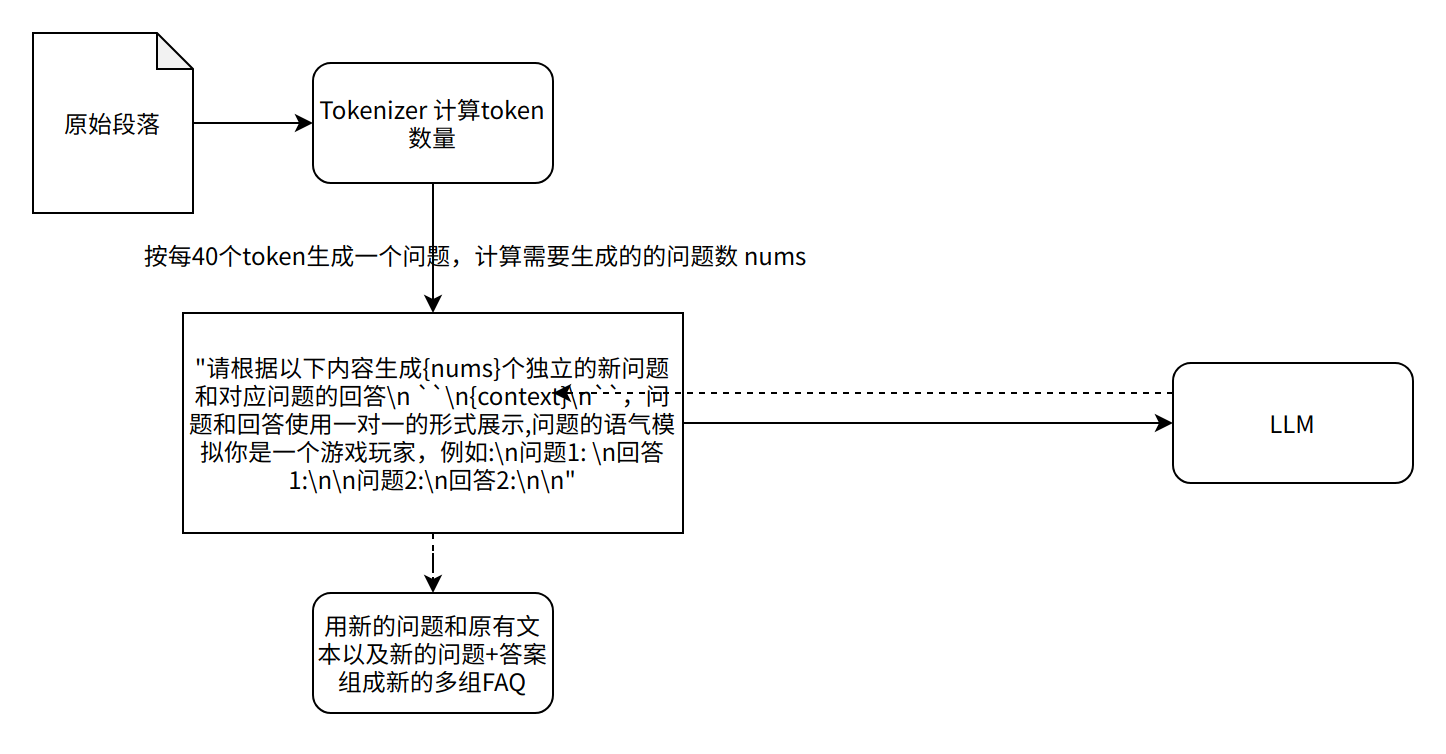 原始段落
Tokenizer 计算token
数量
按每40个token生成一个问题，计算需要生成的的问题数 nums
"请根据以下内容生成{nums}个独立的新问题
和对应问题的回答\n ``\n{context}\n``，问
题和回答使用一对一的形式展示,问题的语气模
拟你是一个游戏玩家，例如:\n问题1: \n回答
1:\n\n问题2:\n回答2:\n\n"
LLM
用新的问题和原有文
本以及新的问题+答案
组成新的多组FAQ